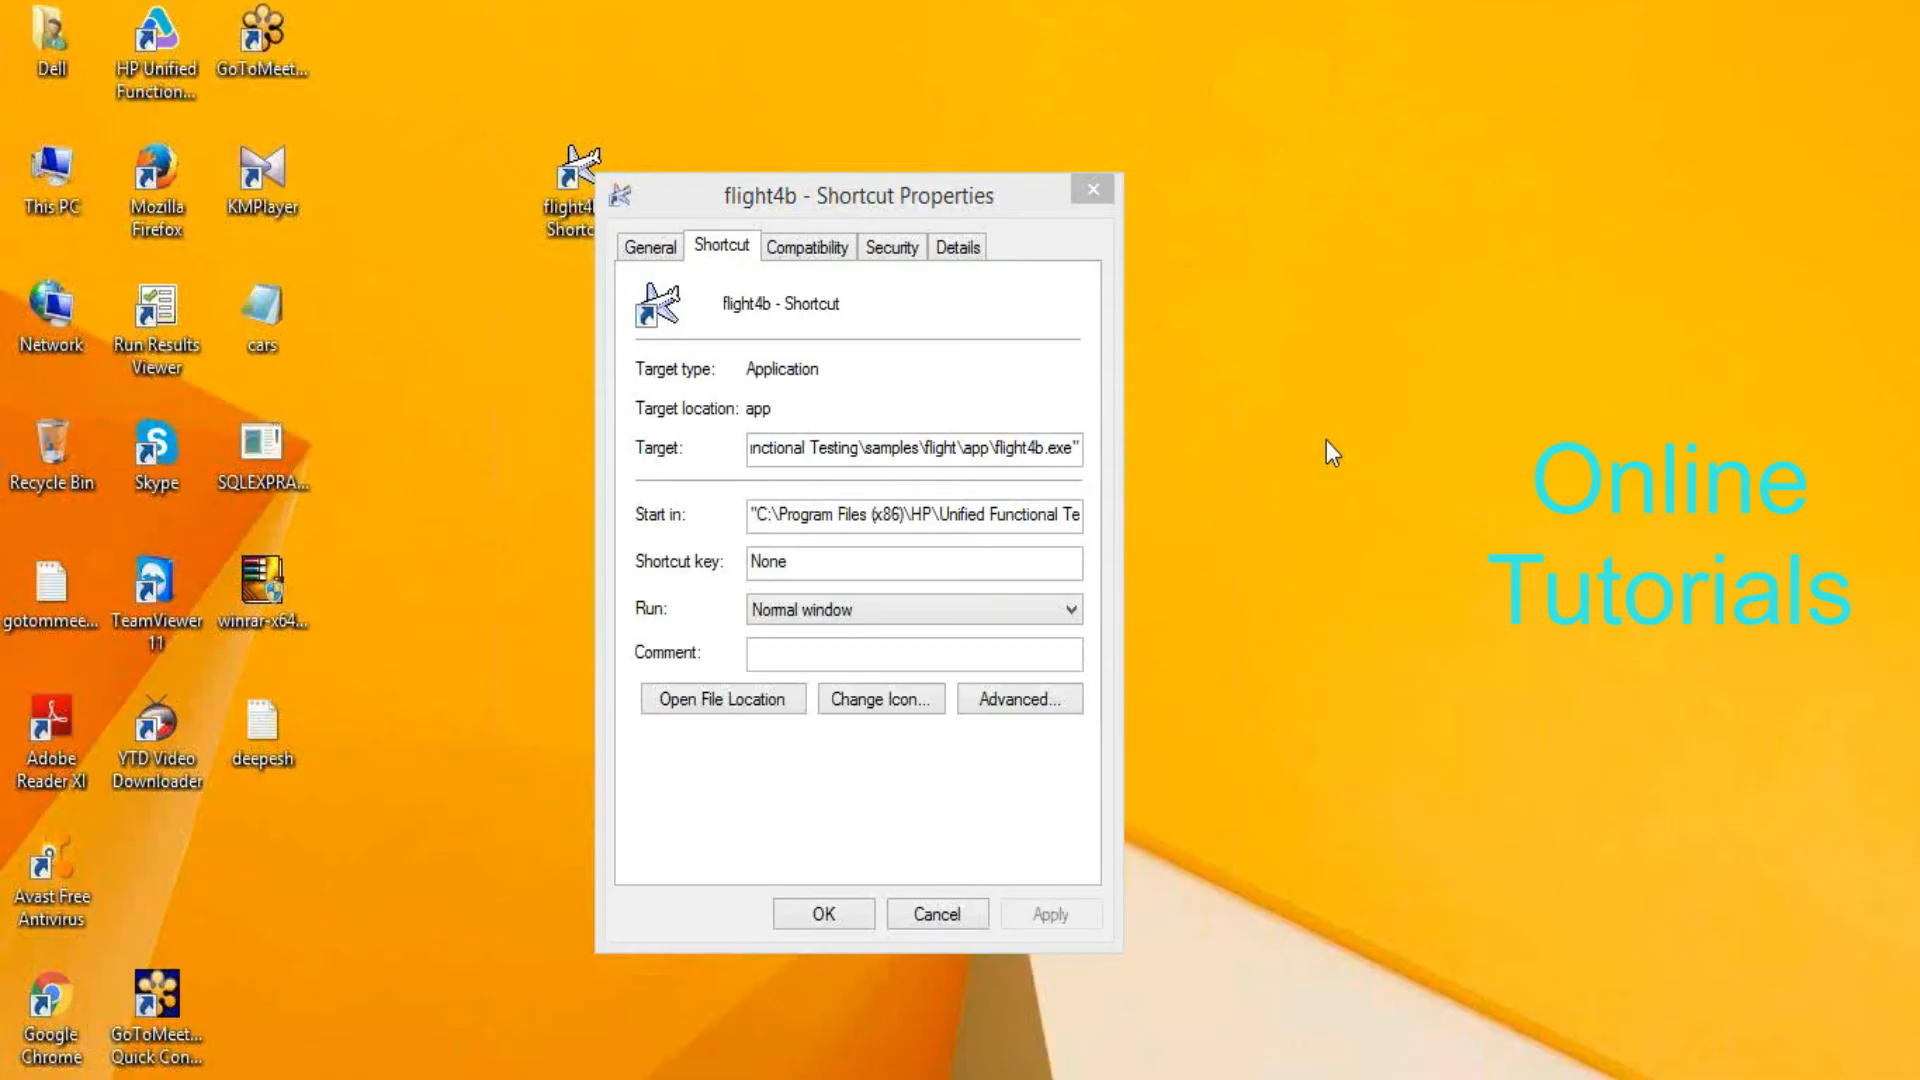 Dell
HP Unified
Function...
GoToMeet...
This PC
Mozilla
Firefox
KMPlayer
Network
Run Results
Viewer
cars
Recycle Bin
Skype
SQLEXPRA...
gotommee...
TeamViewer
11
winrar-x64...
Adobe
Reader XI
YTD Video
Downloader
deepesh
Avast Free
Antivirus
Google
Chrome
GoToMeet...
Quick Con...
flight4b - Shortcut Properties
General
Shortcut
Compatibility
Security
Details
flight4b - Shortcut
Target type: Application
Target location: app
Target: Testing\samples\flight\app\flight4b.exe"
Start in: "C:\Program Files (x86)\HP\Unified Functional Te
Shortcut key: None
Run: Normal window
Comment:
Open File Location
Change Icon...
Advanced...
OK
Cancel
Apply
Online
Tutorials